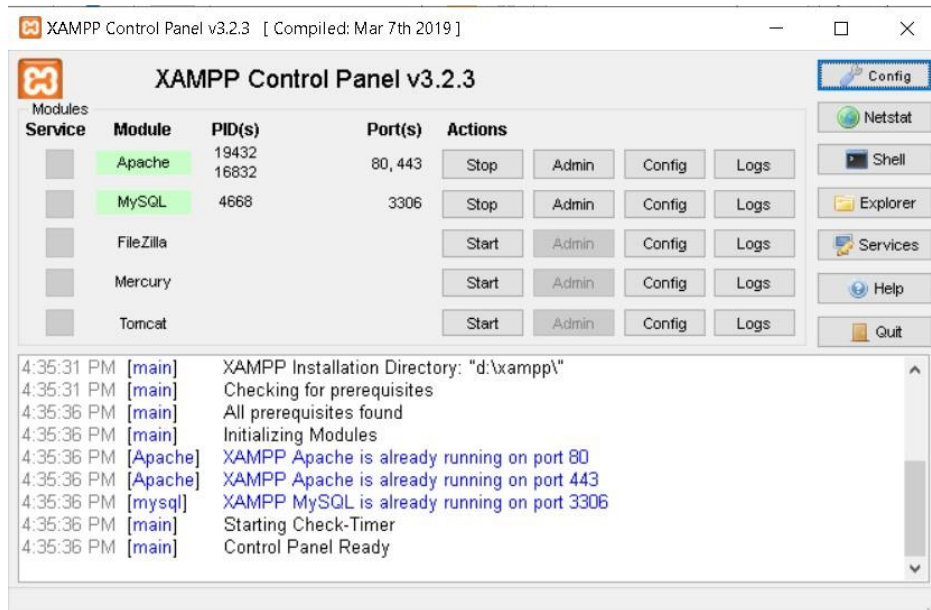 XAMPP Control Panel v3.2.3 [ Compiled: Mar 7th 2019 ]
XAMPP Control Panel v3.2.3
Config
Modules
Service Module PID(s) Port(s) Actions
Netstat
Apache 19432 16832 80, 443 Stop Admin Config Logs
Shell
MySQL 4668 3306 Stop Admin Config Logs
Explorer
FileZilla Start Admin Config Logs
Services
Mercury Start Admin Config Logs
Help
Tomcat Start Admin Config Logs
Quit
4:35:31 PM [main] XAMPP Installation Directory: "d:\xampp\"
4:35:31 PM [main] Checking for prerequisites
4:35:36 PM [main] All prerequisites found
4:35:36 PM [main] Initializing Modules
4:35:36 PM [Apache] XAMPP Apache is already running on port 80
4:35:36 PM [Apache] XAMPP Apache is already running on port 443
4:35:36 PM [mysql] XAMPP MySQL is already running on port 3306
4:35:36 PM [main] Starting Check-Timer
4:35:36 PM [main] Control Panel Ready